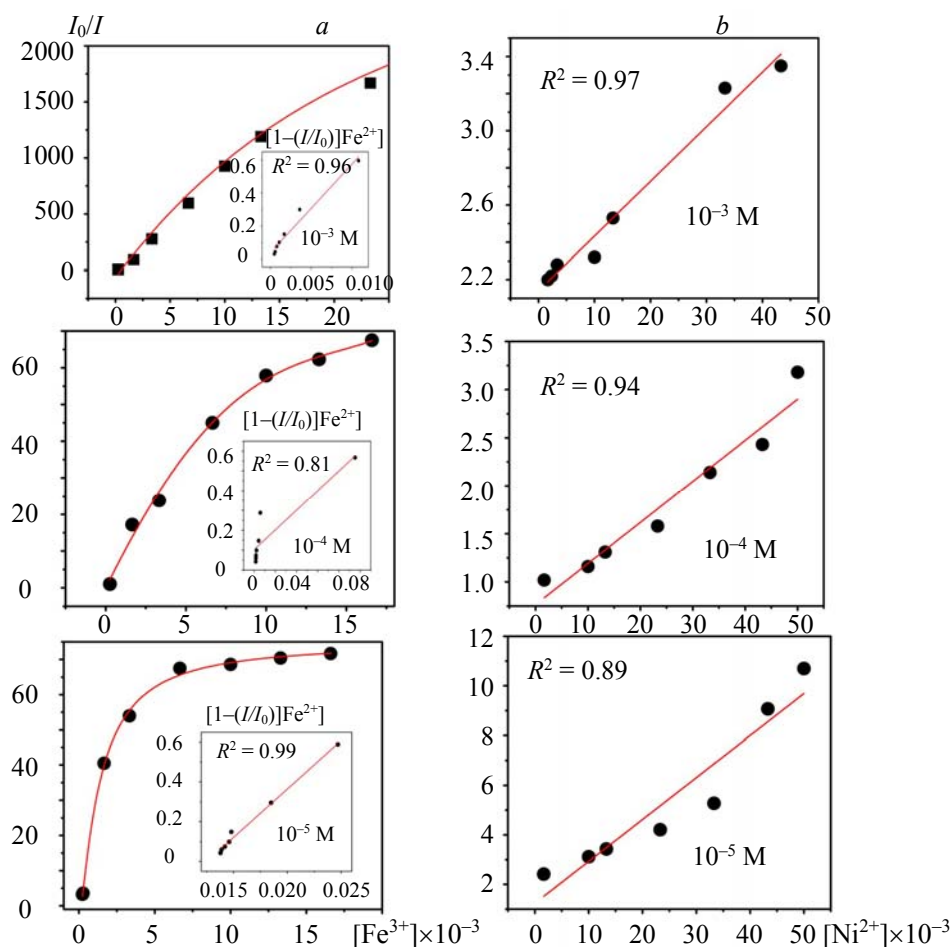 I₀/I a b
2000
1500
1000
500
0
[1–(I/I₀)]Fe²⁺]
0.6
0.4
0.2
0
R² = 0.96
10⁻³ M
0 0.005 0.010
0 5 10 15 20
3.4
3.0
2.6
2.2
R² = 0.97
10⁻³ M
0 10 20 30 40 50
60
40
20
0
[1–(I/I₀)]Fe²⁺]
0.6
0.4
0.2
0
R² = 0.81
10⁻⁴ M
0 0.04 0.08
0 5 10 15
3.5
3.0
2.5
2.0
1.5
1.0
R² = 0.94
10⁻⁴ M
0 10 20 30 40 50
60
40
20
0
[1–(I/I₀)]Fe²⁺]
0.6
0.4
0.2
0
R² = 0.99
10⁻⁵ M
0.015 0.020 0.025
0 5 10 15 [Fe³⁺]×10⁻³
12
10
8
6
4
2
R² = 0.89
10⁻⁵ M
0 10 20 30 40 50 [Ni²⁺]×10⁻³